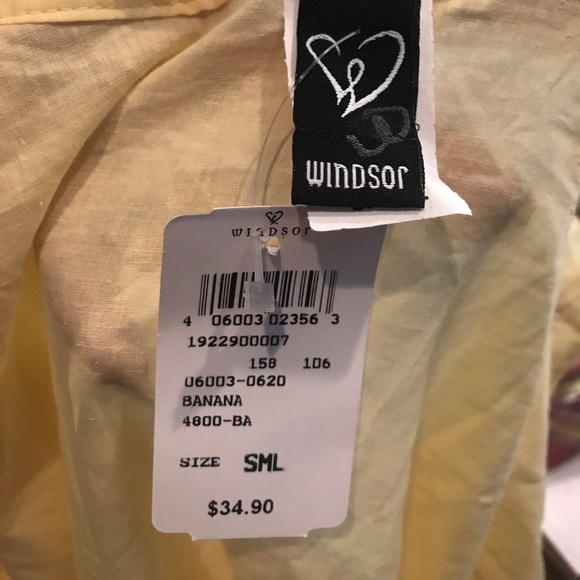 WINDSOR
WINDSOR
4 06003 02356 3
1922900007
158 106
06003-0620
BANANA
4800-BA
SIZE SML
$34.90